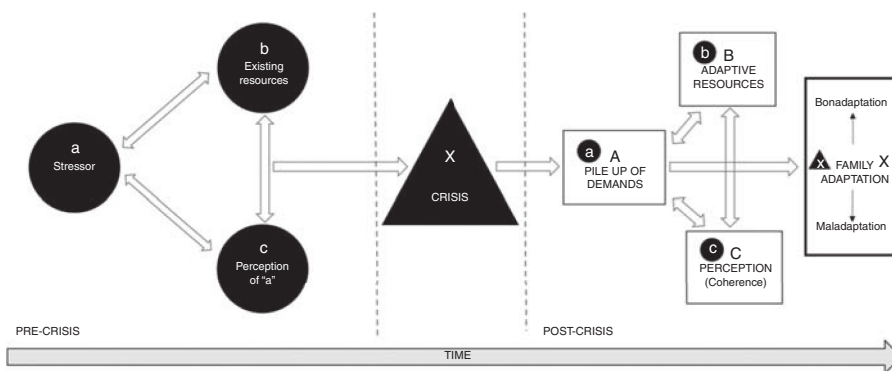 a
Stressor
b
Existing
resources
c
Perception
of "a"
X
CRISIS
a A
PILE UP OF
DEMANDS
b B
ADAPTIVE
RESOURCES
c C
PERCEPTION
(Coherence)
Bonadaptation
x FAMILY X
ADAPTATION
Maladaptation
PRE-CRISIS
POST-CRISIS
TIME